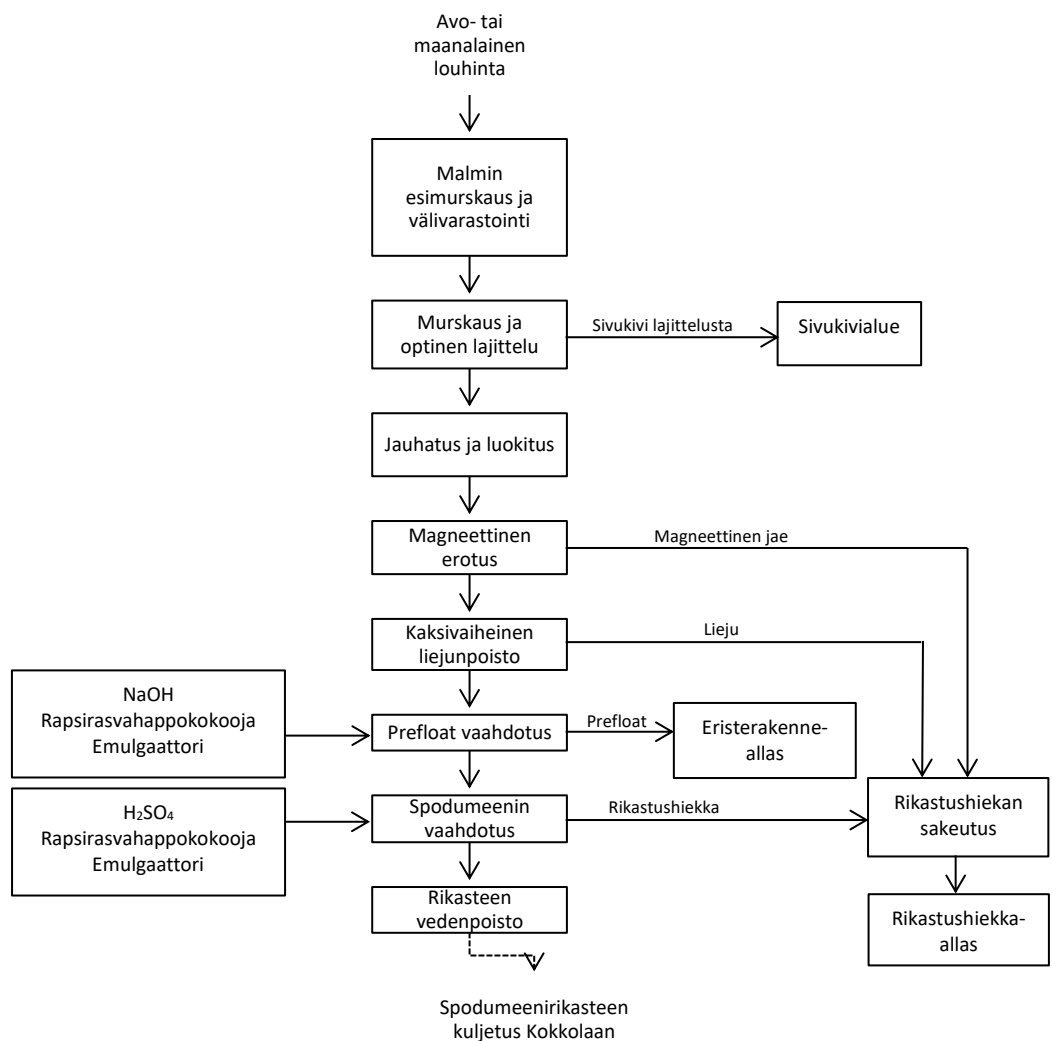 Avo- tai
maanalainen
louhinta
Malmin
esimurskaus ja
välivarastointi
Murskaus ja
optinen lajittelu
Sivukivi lajittelusta
Sivukivialue
Jauhatus ja luokitus
Magneettinen
erotus
Magneettinen jae
Kaksivaiheinen
liejunpoisto
Lieju
NaOH
Rapsirasvahappokokooja
Emulgaattori
Prefloat vaahdotus
Prefloat
Eristerakenne-
allas
H₂SO₄
Rapsirasvahappokokooja
Emulgaattori
Spodumeenin
vaahdotus
Rikastushiekka
Rikastushiekan
sakeutus
Rikasteen
vedenpoisto
Rikastushiekka-
allas
Spodumeenirikasteen
kuljetus Kokkolaan